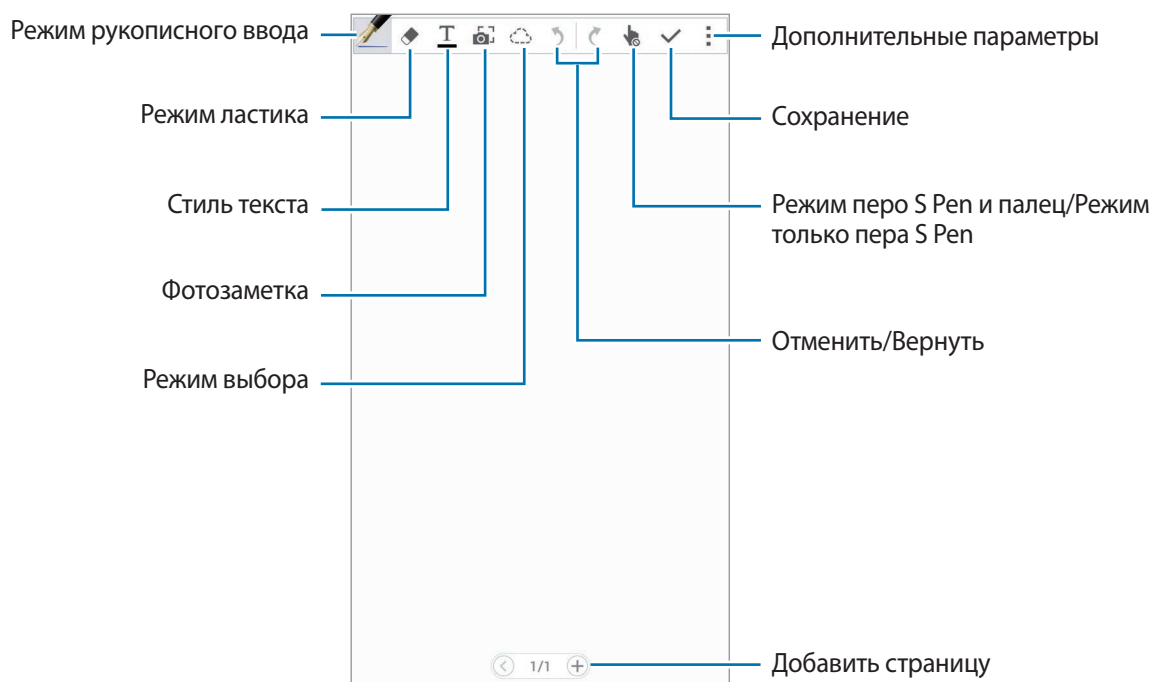 Режим рукописного ввода
Дополнительные параметры
Режим ластика
Сохранение
Стиль текста
Режим перо S Pen и палец/Режим
только пера S Pen
Фотозаметка
Отменить/Вернуть
Режим выбора
1/1
Добавить страницу